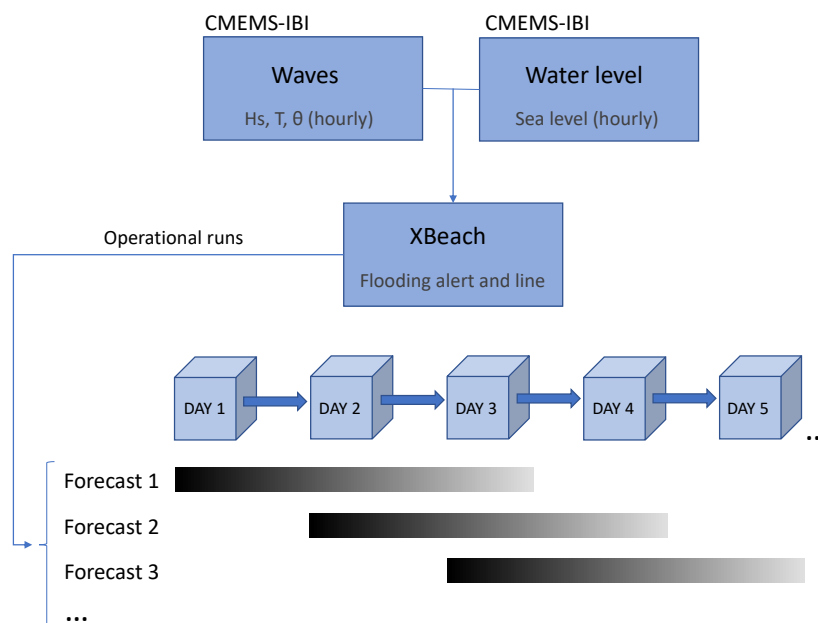 CMEMS-IBI
CMEMS-IBI
Waves
Hs, T, θ (hourly)
Water level
Sea level (hourly)
XBeach
Flooding alert and line
Operational runs
DAY 1
DAY 2
DAY 3
DAY 4
DAY 5
..
Forecast 1
Forecast 2
Forecast 3
...